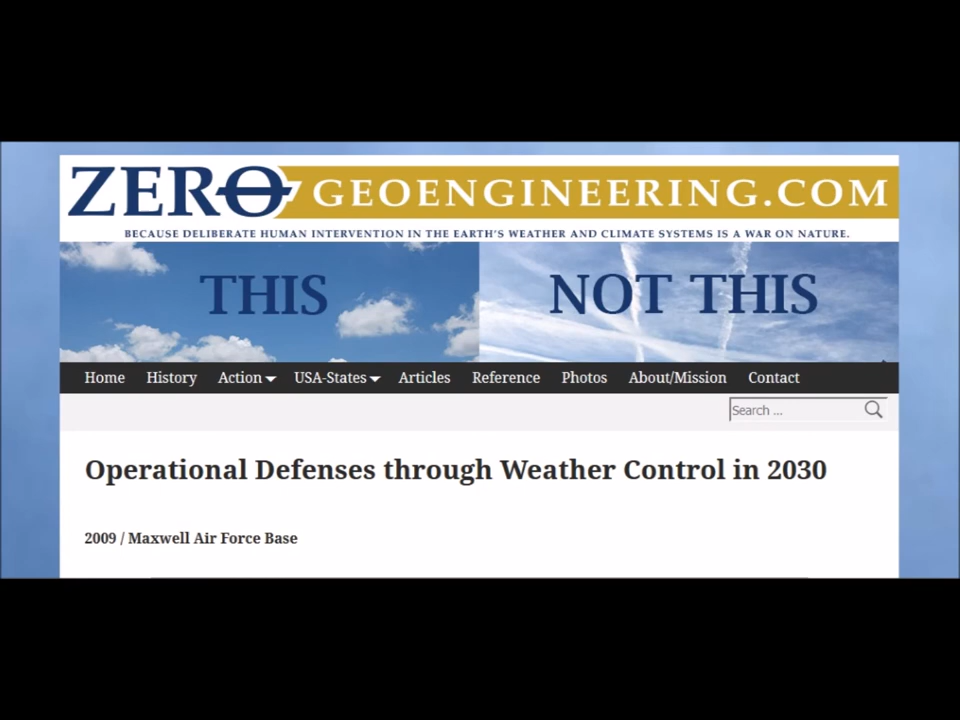 ZERO GEOENGINEERING.COM
BECAUSE DELIBERATE HUMAN INTERVENTION IN THE EARTH'S WEATHER AND CLIMATE SYSTEMS IS A WAR ON NATURE.
THIS NOT THIS
Home History Action USA-States Articles Reference Photos About/Mission Contact
Search ...
Operational Defenses through Weather Control in 2030
2009 / Maxwell Air Force Base